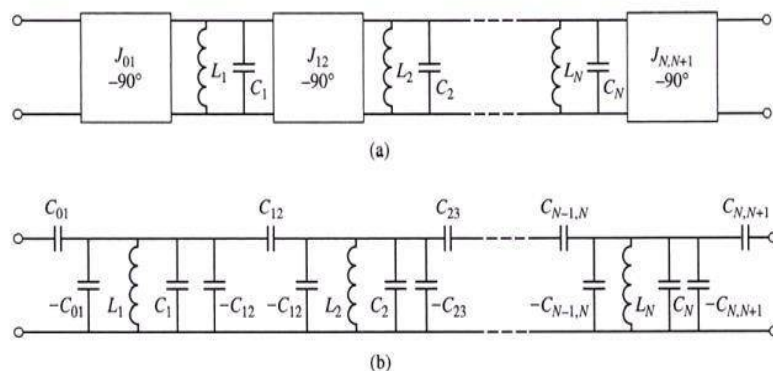 J01 −90° L1 C1 J12 −90° L2 C2 LN CN JN,N+1 −90°
(a)
C01 C12 C23 CN−1,N CN,N+1
−C01 L1 C1 −C12 −C12 L2 C2 −C23 −CN−1,N LN CN −CN,N+1
(b)